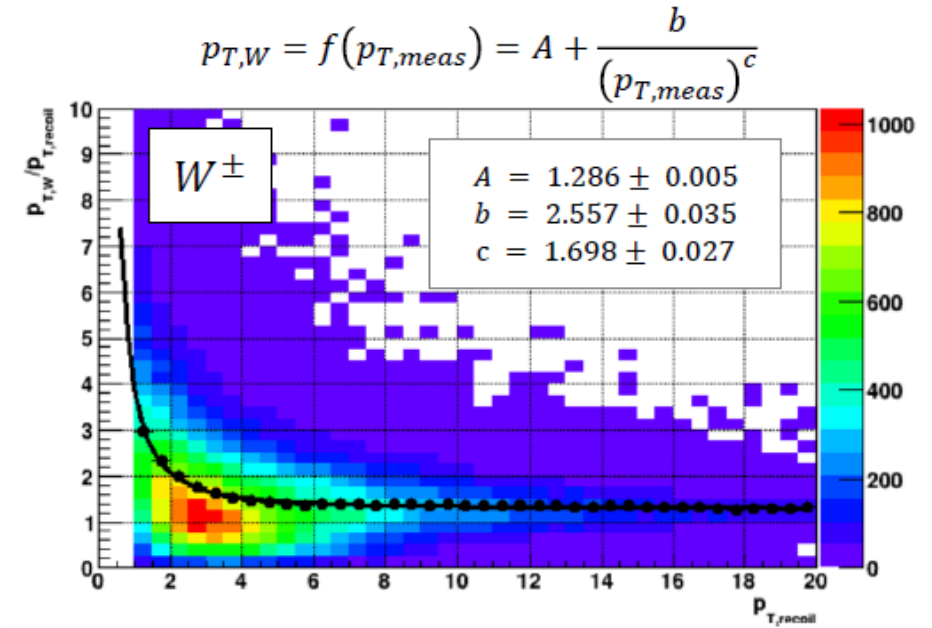 p_{T,W} = f(p_{T,meas}) = A + \frac{b}{(p_{T,meas})^c}
W^±
A = 1.286 ± 0.005
b = 2.557 ± 0.035
c = 1.698 ± 0.027
p_{T,W}/p_{T,recoil}
10
9
8
7
6
5
4
3
2
1
0
0 2 4 6 8 10 12 14 16 18 20
p_{T,recoil}
1000
800
600
400
200
0